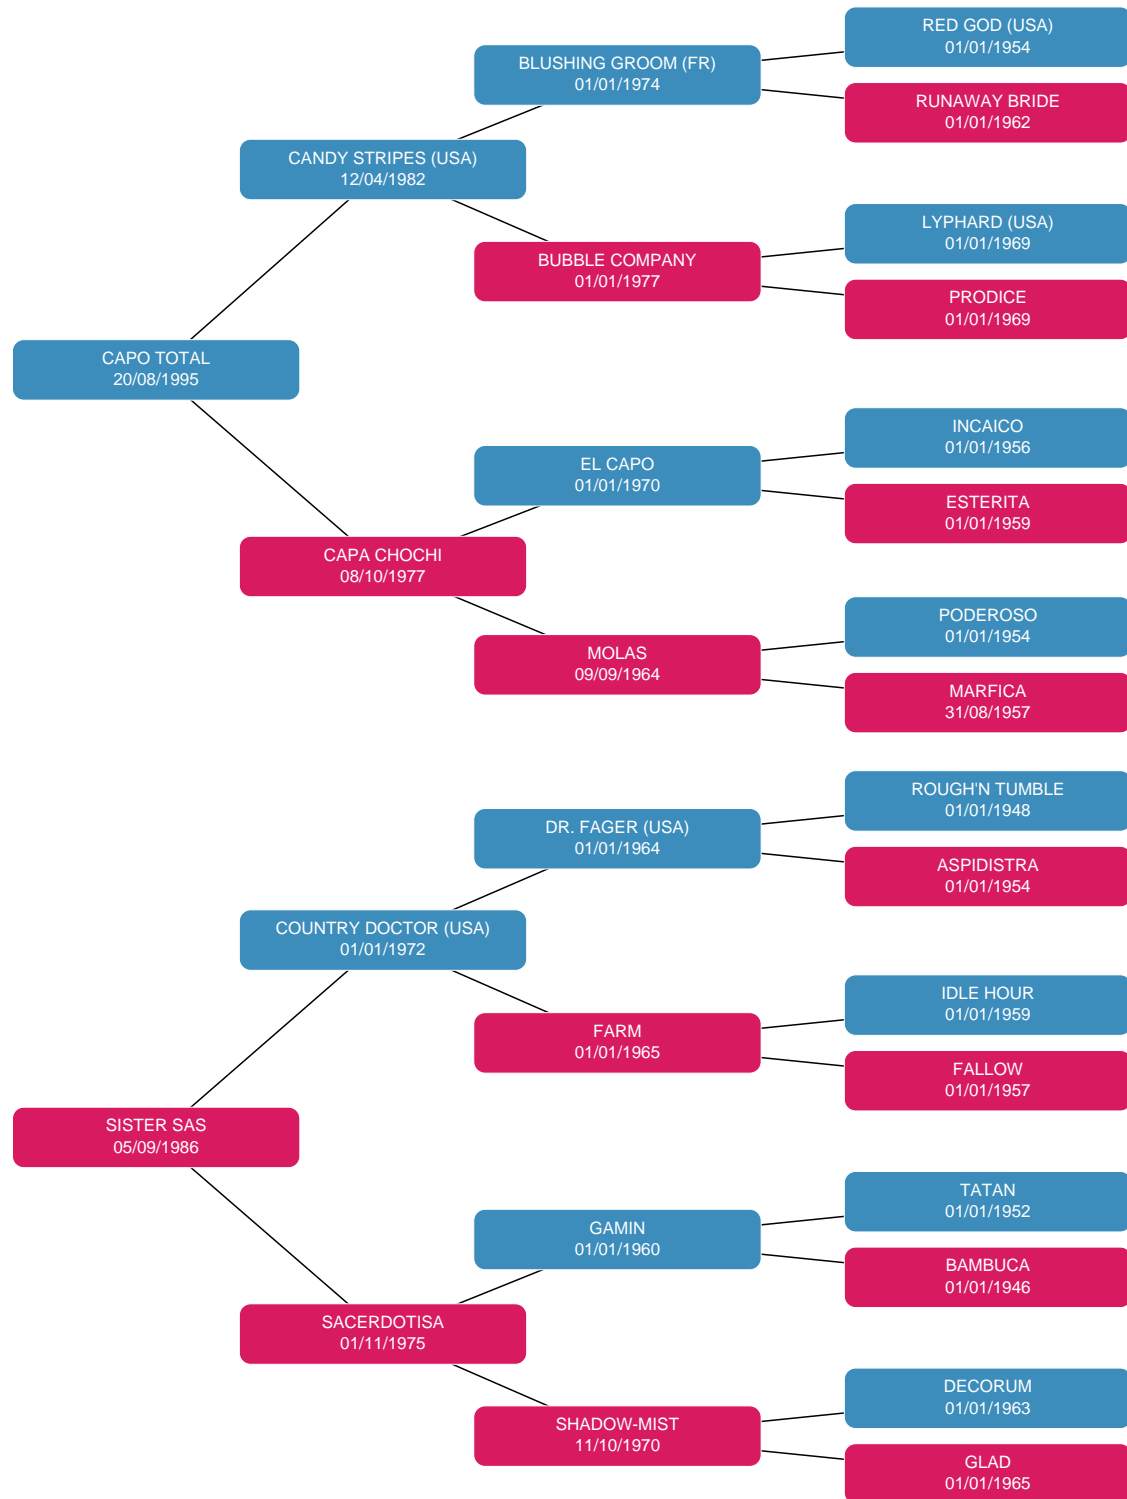 RED GOD (USA)
01/01/1954
BLUSHING GROOM (FR)
01/01/1974
RUNAWAY BRIDE
01/01/1962
CANDY STRIPES (USA)
12/04/1982
LYPHARD (USA)
01/01/1969
BUBBLE COMPANY
01/01/1977
PRODICE
01/01/1969
CAPO TOTAL
20/08/1995
INCAICO
01/01/1956
EL CAPO
01/01/1970
ESTERITA
01/01/1959
CAPA CHOCHI
08/10/1977
PODEROSO
01/01/1954
MOLAS
09/09/1964
MARFICA
31/08/1957
ROUGH'N TUMBLE
01/01/1948
DR. FAGER (USA)
01/01/1964
ASPIDISTRA
01/01/1954
COUNTRY DOCTOR (USA)
01/01/1972
IDLE HOUR
01/01/1959
FARM
01/01/1965
FALLOW
01/01/1957
SISTER SAS
05/09/1986
TATAN
01/01/1952
GAMIN
01/01/1960
BAMBUCA
01/01/1946
SACERDOTISA
01/11/1975
DECORUM
01/01/1963
SHADOW-MIST
11/10/1970
GLAD
01/01/1965